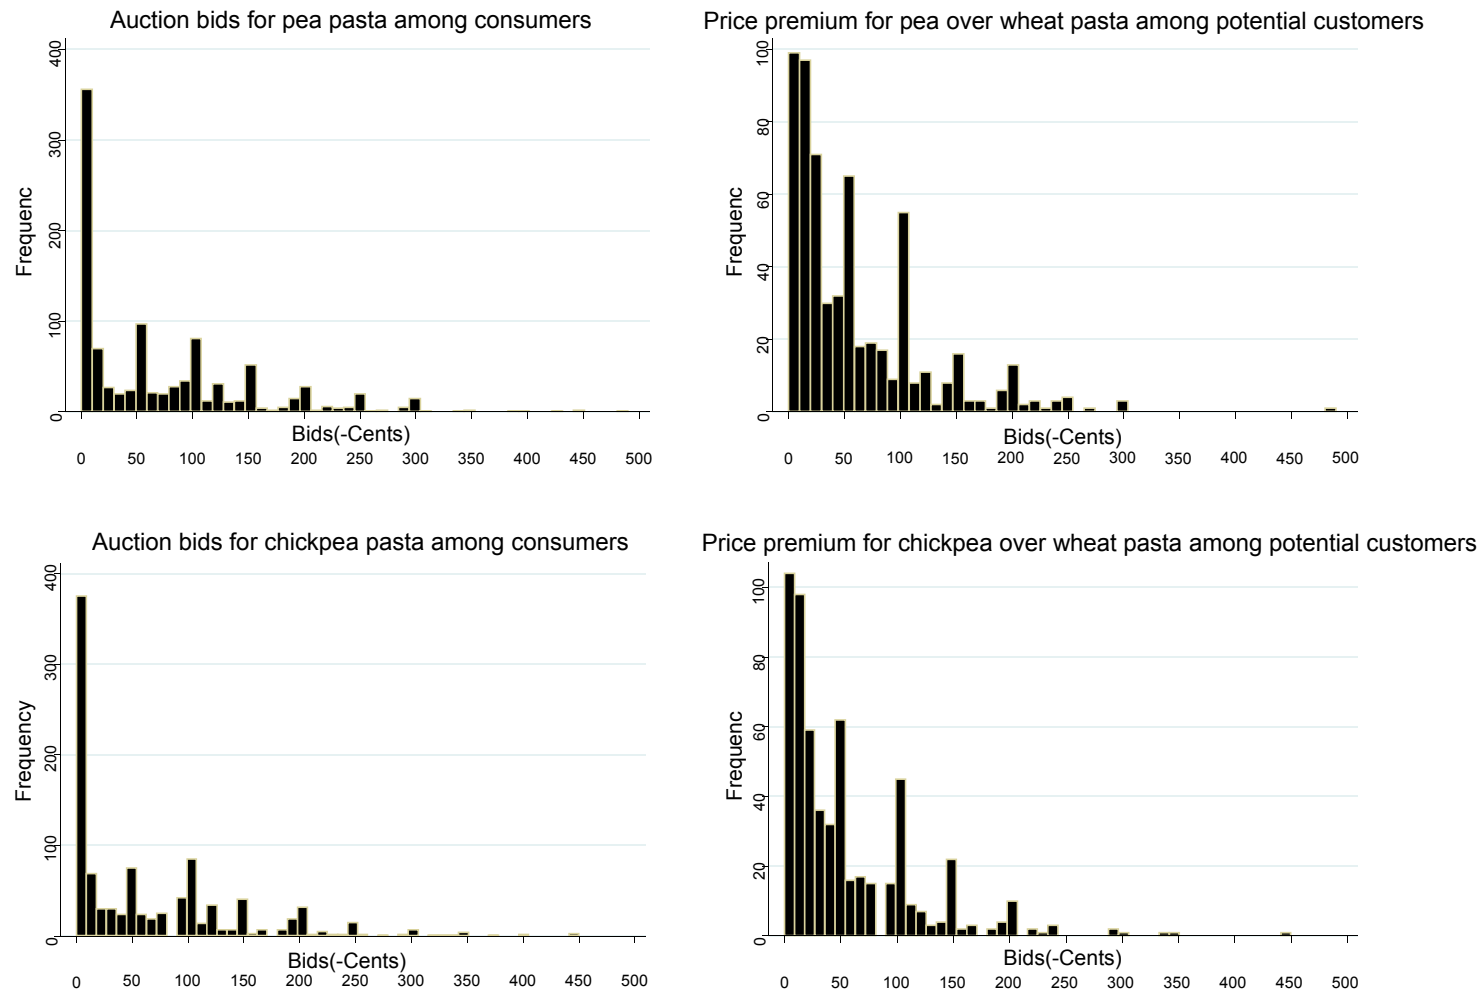 Auction bids for pea pasta among consumers
400
300
200
100
0
Frequenc
Bids(-Cents)
0 50 100 150 200 250 300 350 400 450 500
Price premium for pea over wheat pasta among potential customers
100
80
60
40
20
0
Frequenc
Bids(-Cents)
0 50 100 150 200 250 300 350 400 450 500
Auction bids for chickpea pasta among consumers
400
300
200
100
0
Frequency
Bids(-Cents)
0 50 100 150 200 250 300 350 400 450 500
Price premium for chickpea over wheat pasta among potential customers
100
80
60
40
20
0
Frequenc
Bids(-Cents)
0 50 100 150 200 250 300 350 400 450 500